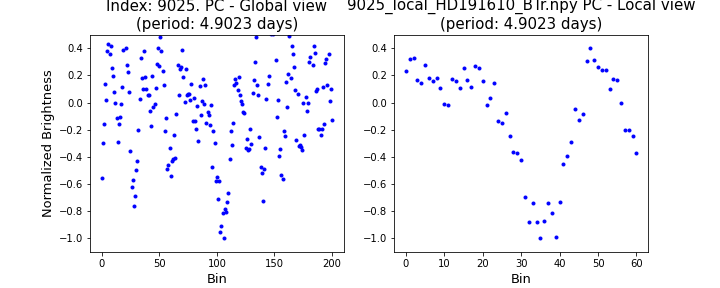 Index: 9025. PC - Global view
(period: 4.9023 days)
9025_local_HD191610_BTr.npy PC - Local view
(period: 4.9023 days)
Normalized Brightness
0.4
0.2
0.0
−0.2
−0.4
−0.6
−0.8
−1.0
0 50 100 150 200
Bin
0.4
0.2
0.0
−0.2
−0.4
−0.6
−0.8
−1.0
0 10 20 30 40 50 60
Bin